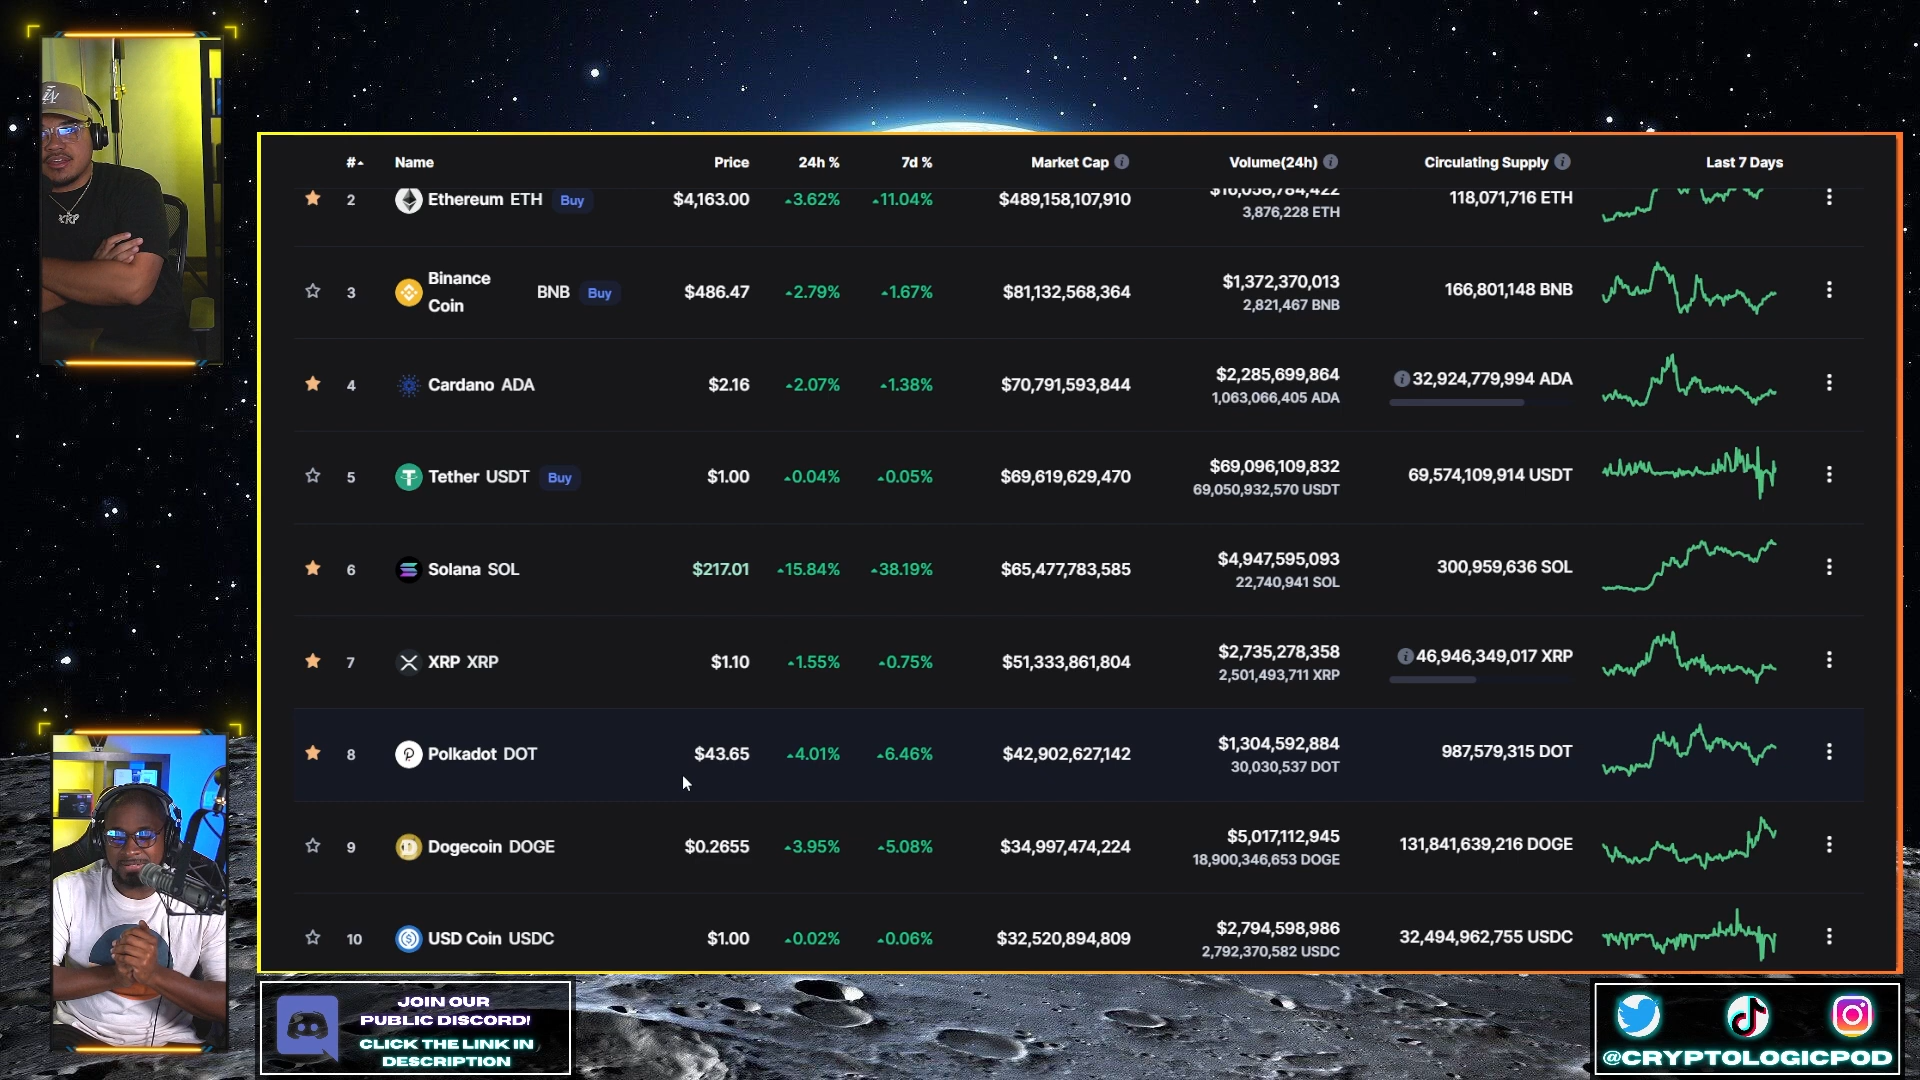 # Name Price 24h % 7d % Market Cap Volume(24h) Circulating Supply Last 7 Days
2 Ethereum ETH Buy $4,163.00 3.62% 11.04% $489,158,107,910 $16,058,784,422 118,071,716 ETH
3,876,228 ETH
3 Binance Coin BNB Buy $486.47 2.79% 1.67% $81,132,568,364 $1,372,370,013 166,801,148 BNB
2,821,467 BNB
4 Cardano ADA $2.16 2.07% 1.38% $70,791,593,844 $2,285,699,864 32,924,779,994 ADA
1,063,066,405 ADA
5 Tether USDT Buy $1.00 0.04% 0.05% $69,619,629,470 $69,096,109,832 69,574,109,914 USDT
69,050,932,570 USDT
6 Solana SOL $217.01 15.84% 38.19% $65,477,783,585 $4,947,595,093 300,959,636 SOL
22,740,941 SOL
7 XRP XRP $1.10 1.55% 0.75% $51,333,861,804 $2,735,278,358 46,946,349,017 XRP
2,501,493,711 XRP
8 Polkadot DOT $43.65 4.01% 6.46% $42,902,627,142 $1,304,592,884 987,579,315 DOT
30,030,537 DOT
9 Dogecoin DOGE $0.2655 3.95% 5.08% $34,997,474,224 $5,017,112,945 131,841,639,216 DOGE
18,900,346,653 DOGE
10 USD Coin USDC $1.00 0.02% 0.06% $32,520,894,809 $2,794,598,986 32,494,962,755 USDC
2,792,370,582 USDC
XRP
JOIN OUR
PUBLIC DISCORD!
CLICK THE LINK IN
DESCRIPTION
@CRYPTOLOGICPOD